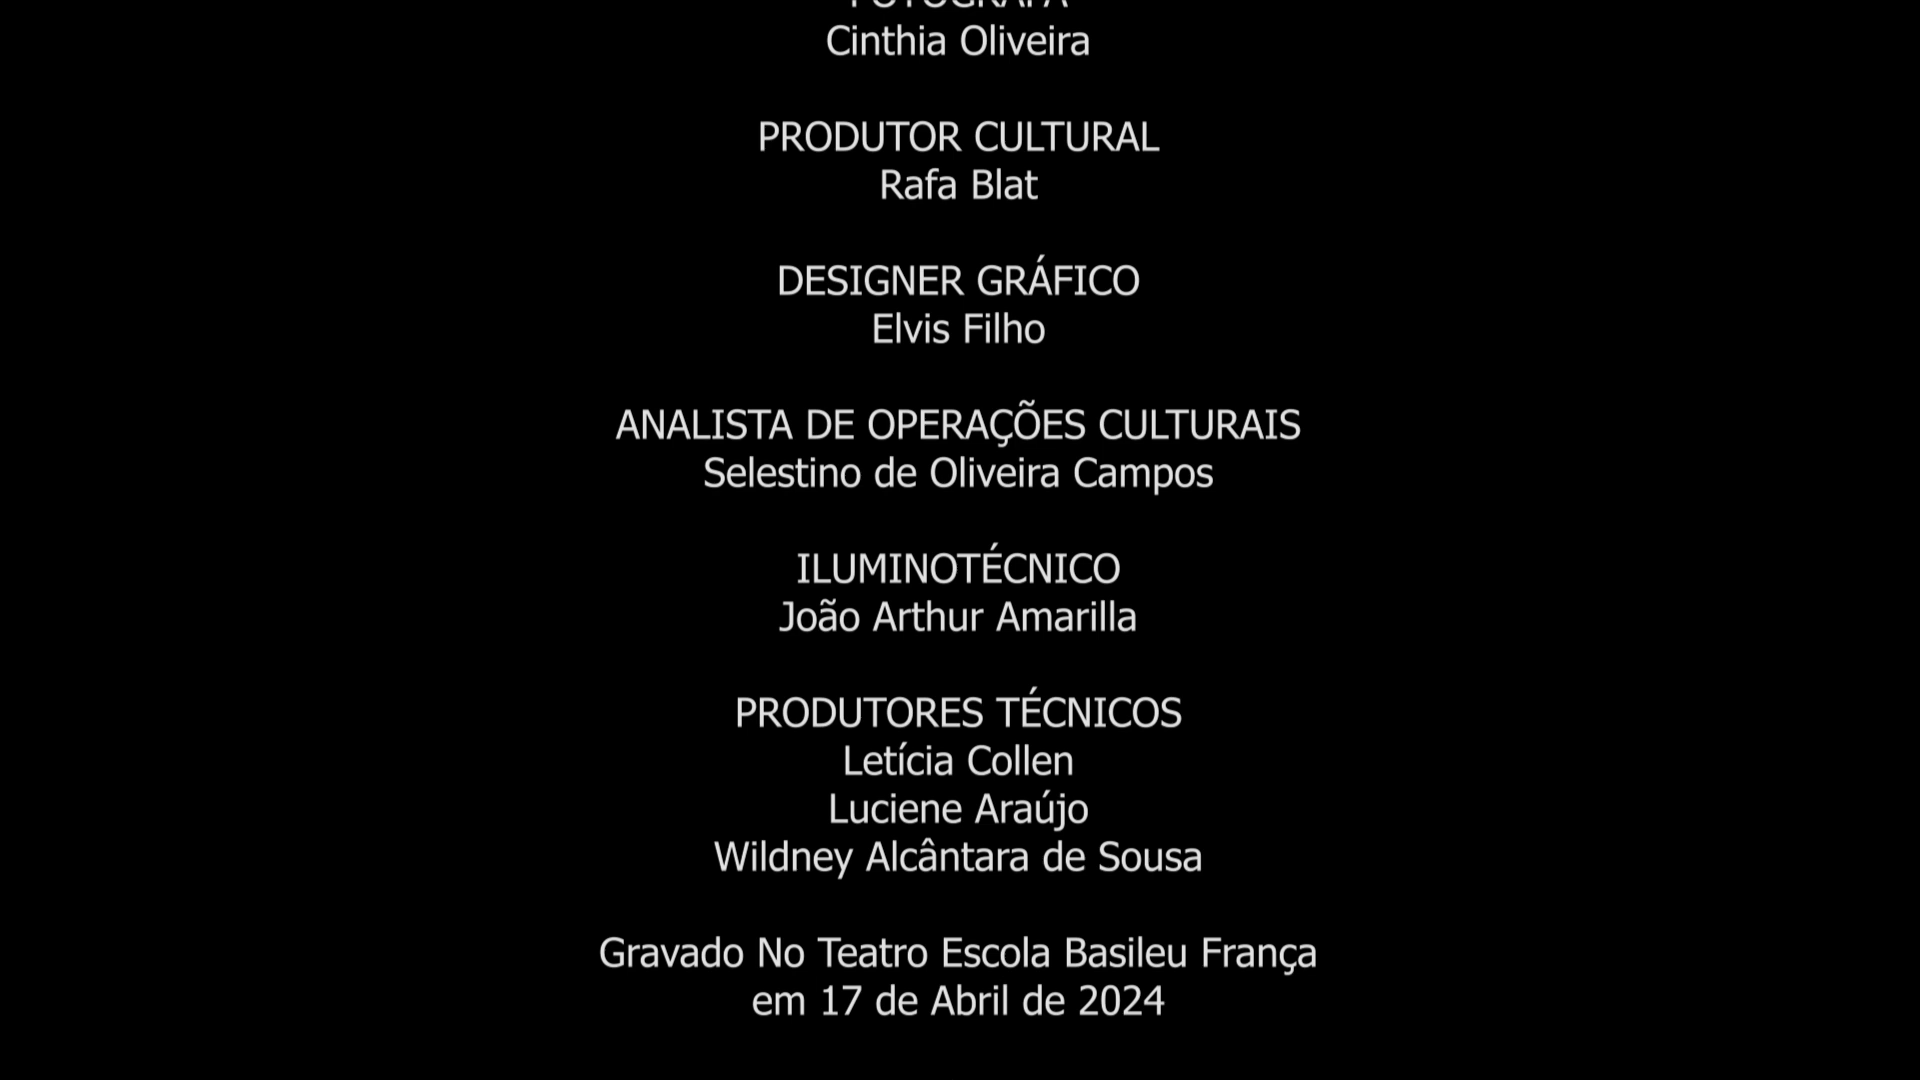 FOTÓGRAFA
Cinthia Oliveira
PRODUTOR CULTURAL
Rafa Blat
DESIGNER GRÁFICO
Elvis Filho
ANALISTA DE OPERAÇÕES CULTURAIS
Selestino de Oliveira Campos
ILUMINOTÉCNICO
João Arthur Amarilla
PRODUTORES TÉCNICOS
Letícia Collen
Luciene Araújo
Wildney Alcântara de Sousa
Gravado No Teatro Escola Basileu França
em 17 de Abril de 2024